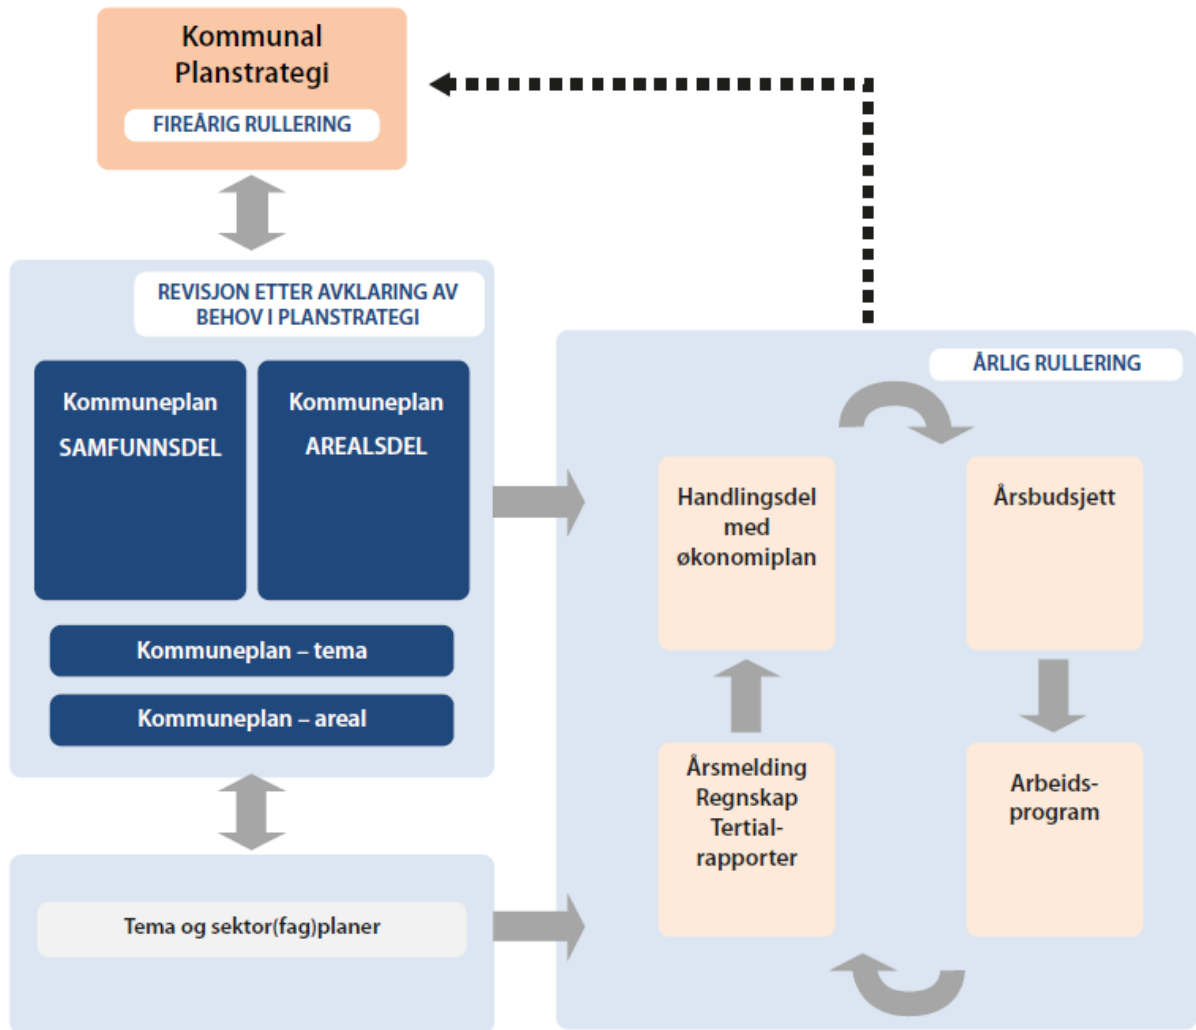 Kommunal
Planstrategi
FIREÅRIG RULLERING
REVISJON ETTER AVKLARING AV
BEHOV I PLANSTRATEGI
Kommuneplan
SAMFUNNSDEL
Kommuneplan
AREALSDEL
Kommuneplan – tema
Kommuneplan – areal
Tema og sektor(fag)planer
ÅRLIG RULLERING
Handlingsdel
med
økonomiplan
Årsbudsjett
Årsmelding
Regnskap
Tertial-
rapporter
Arbeids-
program